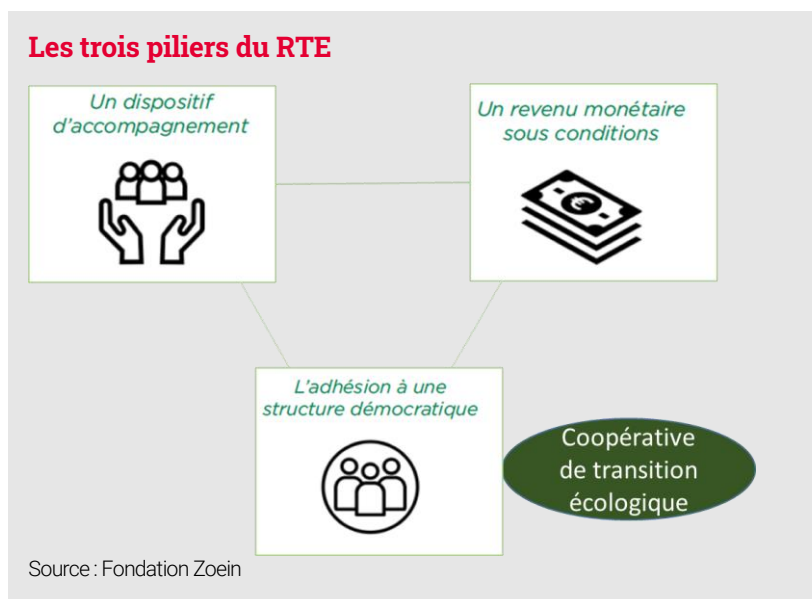 Les trois piliers du RTE
Un dispositif
d'accompagnement
Un revenu monétaire
sous conditions
€
L'adhésion à une
structure démocratique
Coopérative
de transition
écologique
Source : Fondation Zoein